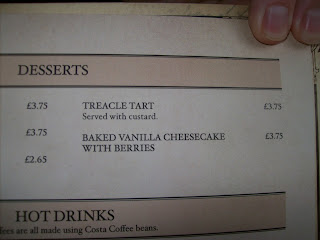 DESSERTS
£3.75 TREACLE TART £3.75
Served with custard.
£3.75 BAKED VANILLA CHEESECAKE £3.75
WITH BERRIES
£2.65
HOT DRINKS
are all made using Costa Coffee beans.